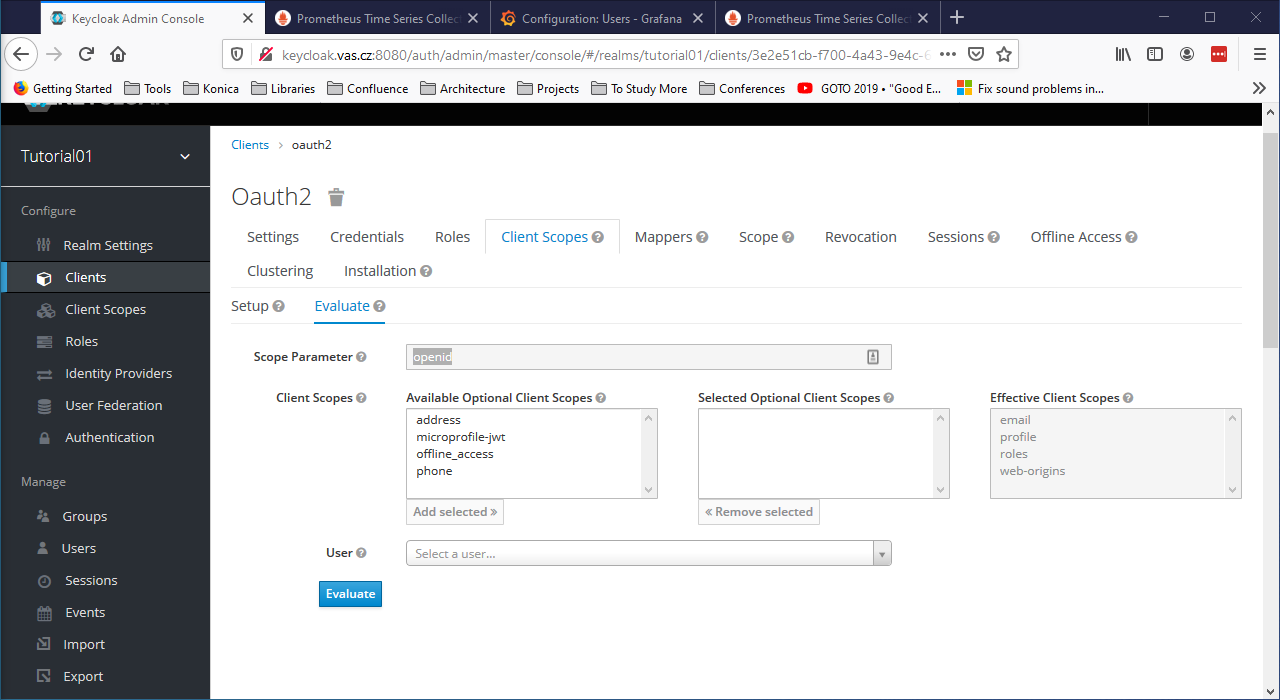 Keycloak Admin Console
Prometheus Time Series Collec
Configuration: Users - Grafana
Prometheus Time Series Collec
keycloak.vas.cz:8080/auth/admin/master/console/#/realms/tutorial01/clients/3e2e51cb-f700-4a43-9e4c-6
Getting Started Tools Konica Libraries Confluence Architecture Projects To Study More Conferences GOTO 2019 • "Good E... Fix sound problems in...
Tutorial01
Clients > oauth2
Oauth2
Configure
Realm Settings
Clients
Client Scopes
Roles
Identity Providers
User Federation
Authentication
Manage
Groups
Users
Sessions
Events
Import
Export
Settings Credentials Roles Client Scopes Mappers Scope Revocation Sessions Offline Access
Clustering Installation
Setup Evaluate
Scope Parameter openid
Client Scopes
Available Optional Client Scopes
address
microprofile-jwt
offline_access
phone
Add selected »
Selected Optional Client Scopes
« Remove selected
Effective Client Scopes
email
profile
roles
web-origins
User Select a user...
Evaluate